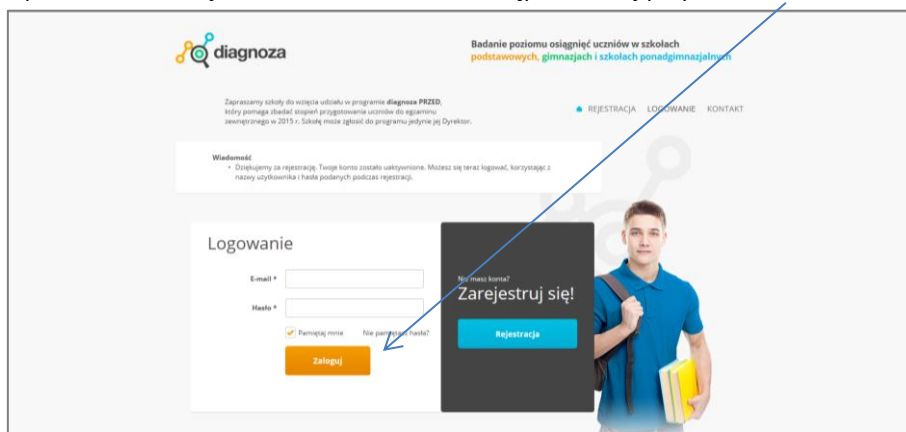 diagnoza
Badanie poziomu osiągnięć uczniów w szkołach
podstawowych, gimnazjach i szkołach ponadgimnazjalnych
Zapraszamy szkoły do wzięcia udziału w programie diagnoza PRZED,
który pomaga zbadać stopień przygotowania uczniów do egzaminu
zewnętrznego w 2015 r. Szkołę może zgłosić do programu jedynie jej Dyrektor.
REJESTRACJA LOGOWANIE KONTAKT
Wiadomość
Dziękujemy za rejestrację. Twoje konto zostało uaktywnione. Możesz się teraz logować, korzystając z
nazwy użytkownika i hasła podanych podczas rejestracji.
Logowanie
E-mail *
Hasło *
Pamiętaj mnie Nie pamiętasz hasła?
Zaloguj
Nie masz konta?
Zarejestruj się!
Rejestracja